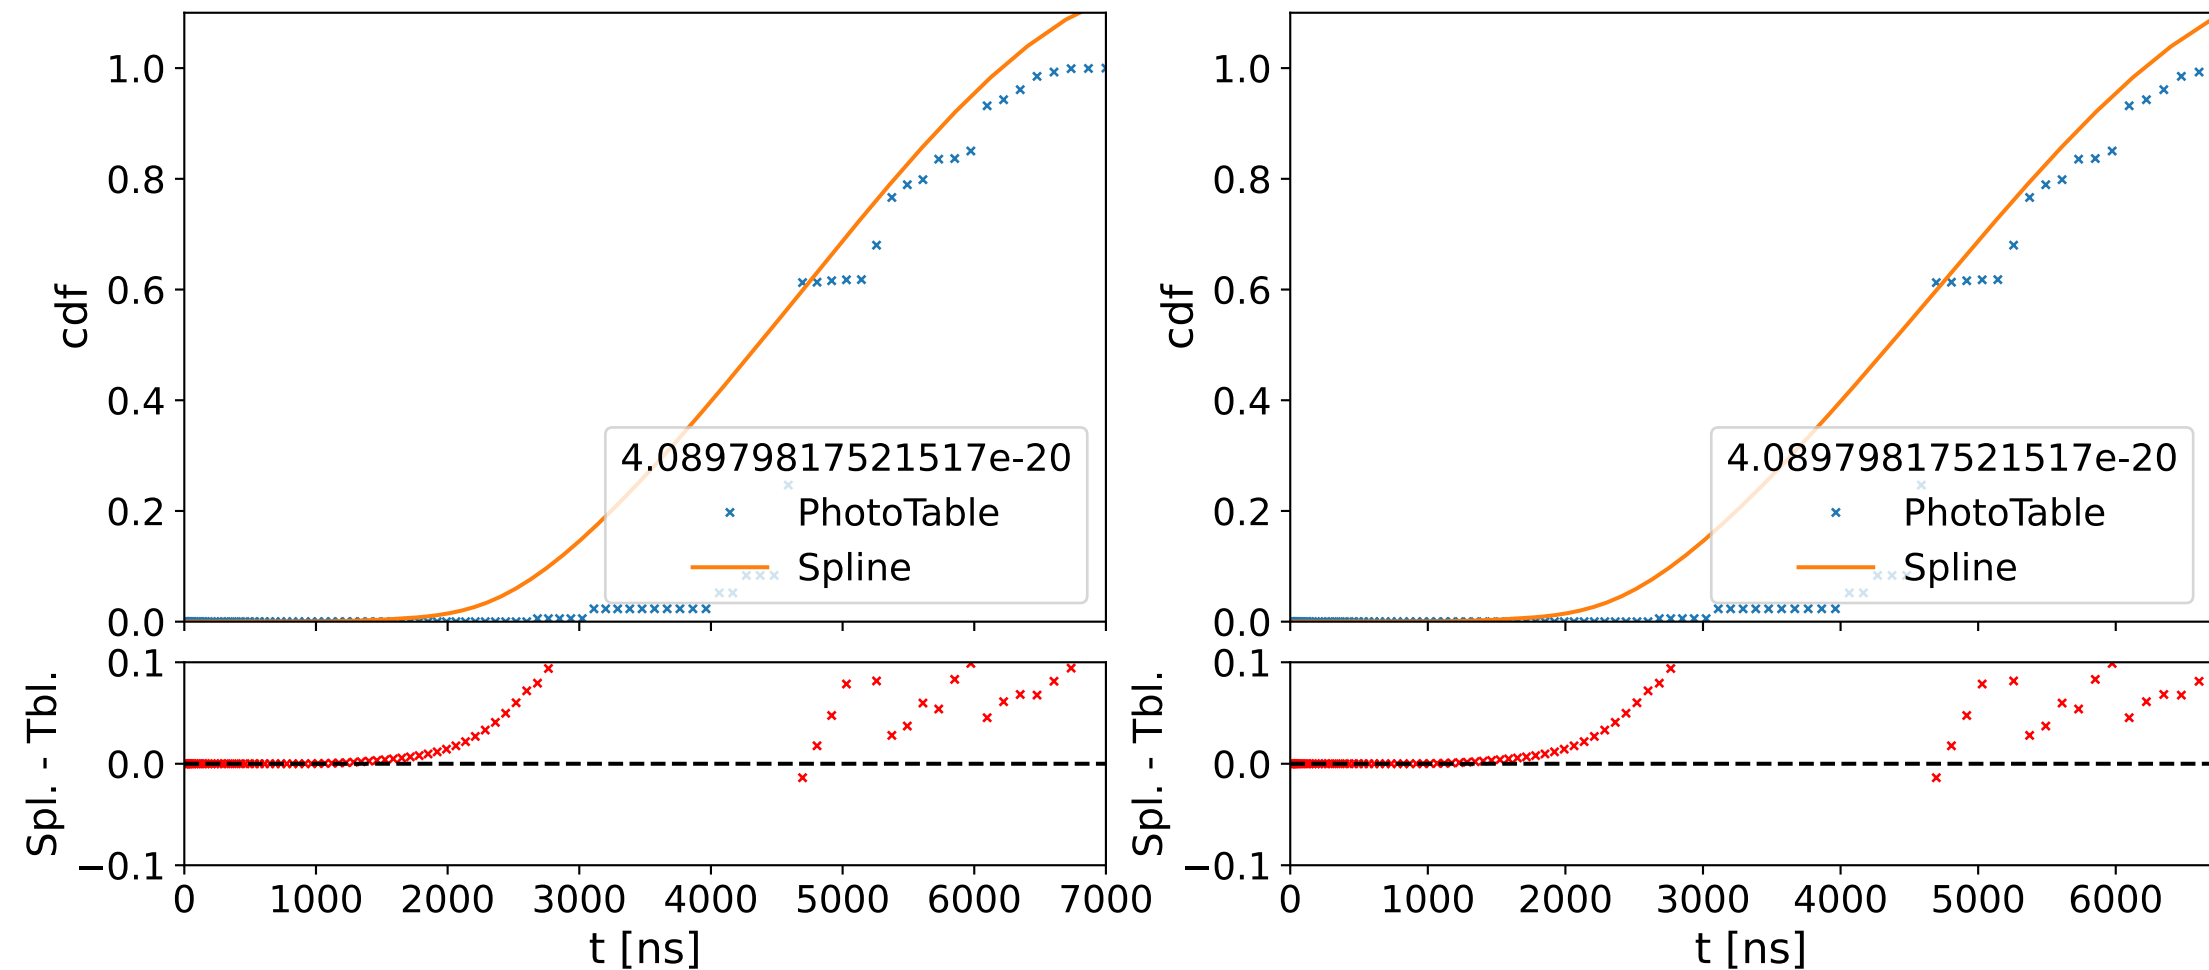 1.0
0.8
0.6
0.4
0.2
0.0
cdf
4.08979817521517e-20
PhotoTable
Spline
0.1
0.0
−0.1
Spl. - Tbl.
0 1000 2000 3000 4000 5000 6000 7000
t [ns]
1.0
0.8
0.6
0.4
0.2
0.0
cdf
4.08979817521517e-20
PhotoTable
Spline
0.1
0.0
−0.1
Spl. - Tbl.
0 1000 2000 3000 4000 5000 6000
t [ns]